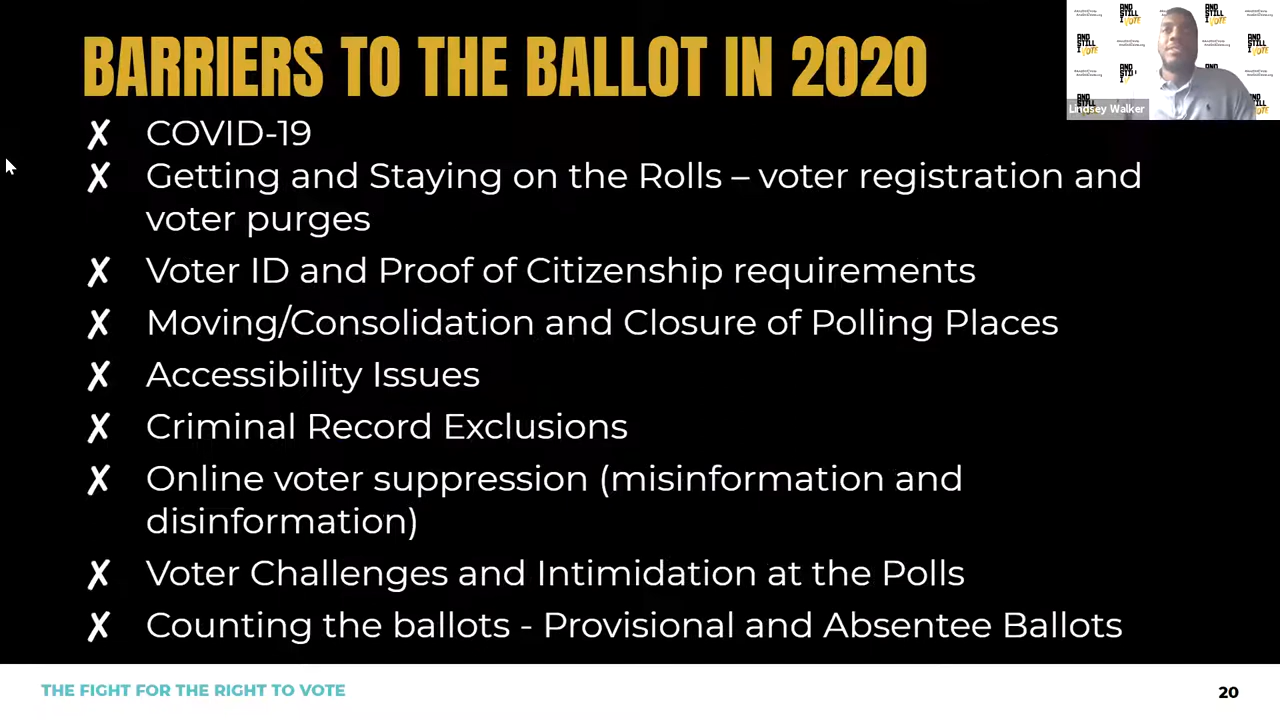 BARRIERS TO THE BALLOT IN 2020
✗ COVID-19
✗ Getting and Staying on the Rolls – voter registration and
voter purges
✗ Voter ID and Proof of Citizenship requirements
✗ Moving/Consolidation and Closure of Polling Places
✗ Accessibility Issues
✗ Criminal Record Exclusions
✗ Online voter suppression (misinformation and
disinformation)
✗ Voter Challenges and Intimidation at the Polls
✗ Counting the ballots - Provisional and Absentee Ballots
THE FIGHT FOR THE RIGHT TO VOTE
20
AND
STILL
I VOTE
Lindsey Walker